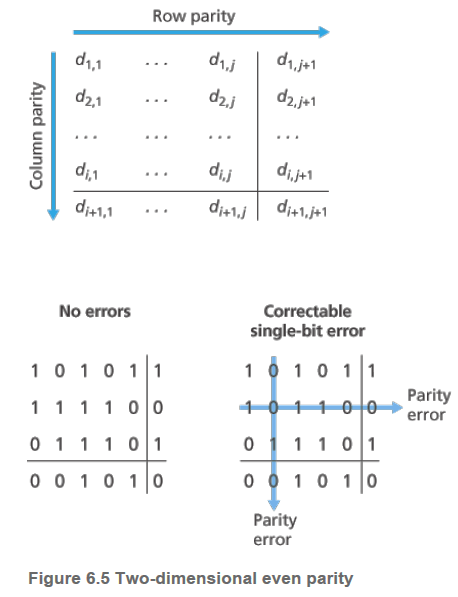 Row parity
Column parity
d1,1 ... d1,j d1,j+1
d2,1 ... d2,j d2,j+1
... ... ... ...
di,1 ... di,j di,j+1
di+1,1 ... di+1,j di+1,j+1
No errors
1 0 1 0 1 1
1 1 1 1 0 0
0 1 1 1 0 1
0 0 1 0 1 0
Correctable
single-bit error
1 0 1 0 1 1
1 0 1 1 0 0
Parity
error
0 1 1 1 0 1
0 0 1 0 1 0
Parity
error
Figure 6.5 Two-dimensional even parity